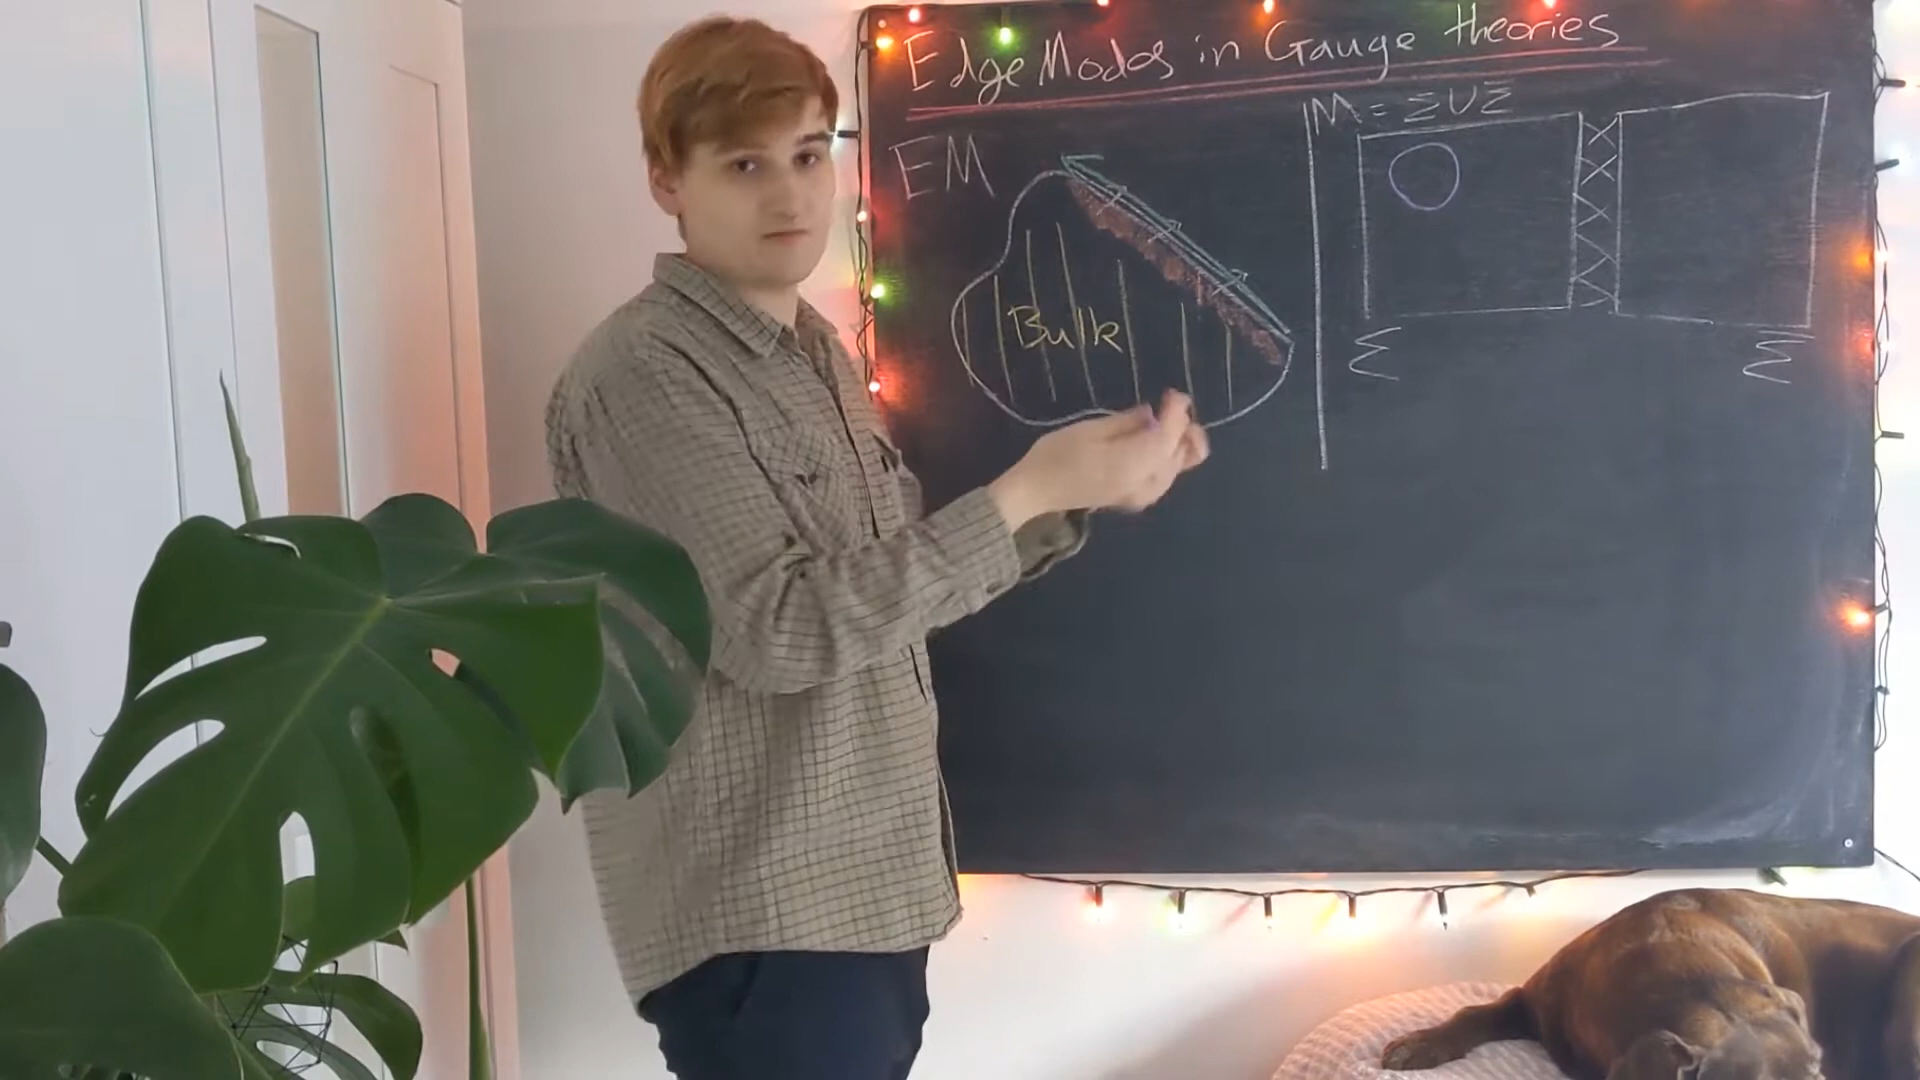 Edge Modes in Gauge theories
EM
Bulk
M = Σ ∪ Σ̄
Σ
Σ̄